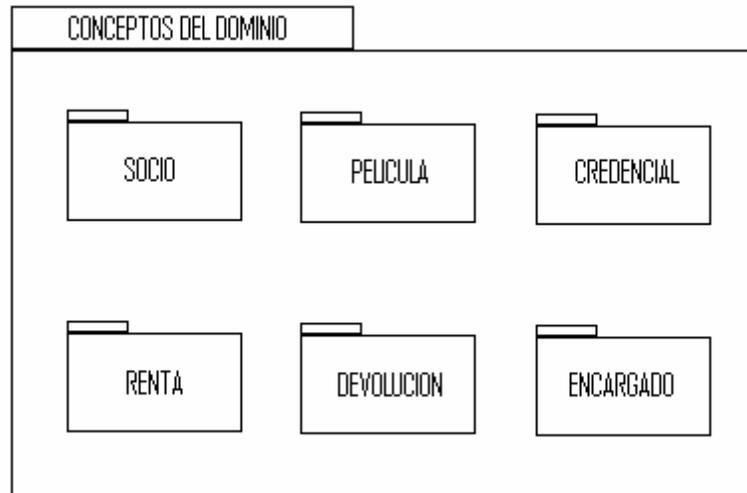 CONCEPTOS DEL DOMINIO
SOCIO
PELICULA
CREDENCIAL
RENTA
DEVOLUCION
ENCARGADO